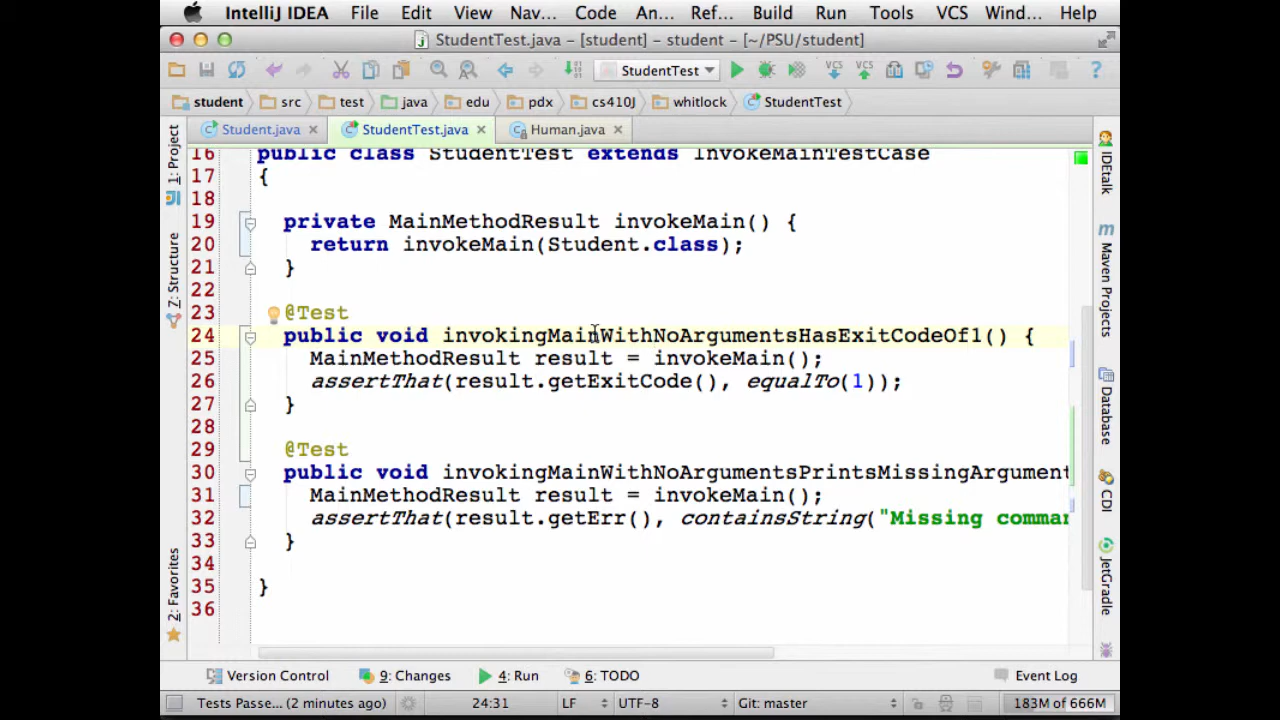 IntelliJ IDEA File Edit View Nav... Code An... Ref... Build Run Tools VCS Wind... Help
StudentTest.java – [student] – student – [~/PSU/student]
StudentTest
student src test java edu pdx cs410J whitlock StudentTest
Student.java StudentTest.java Human.java
1: Project
7: Structure
2: Favorites
16 public class StudentTest extends InvokeMainTestCase
17 {
18
19 private MainMethodResult invokeMain() {
20 return invokeMain(Student.class);
21 }
22
23 @Test
24 public void invokingMainWithNoArgumentsHasExitCodeOf1() {
25 MainMethodResult result = invokeMain();
26 assertThat(result.getExitCode(), equalTo(1));
27 }
28
29 @Test
30 public void invokingMainWithNoArgumentsPrintsMissingArgument
31 MainMethodResult result = invokeMain();
32 assertThat(result.getErr(), containsString("Missing comman
33 }
34
35 }
36
IDEtalk
Maven Projects
Database
CDI
JetGradle
Version Control 9: Changes 4: Run 6: TODO Event Log
Tests Passe... (2 minutes ago) 24:31 LF UTF-8 Git: master 183M of 666M